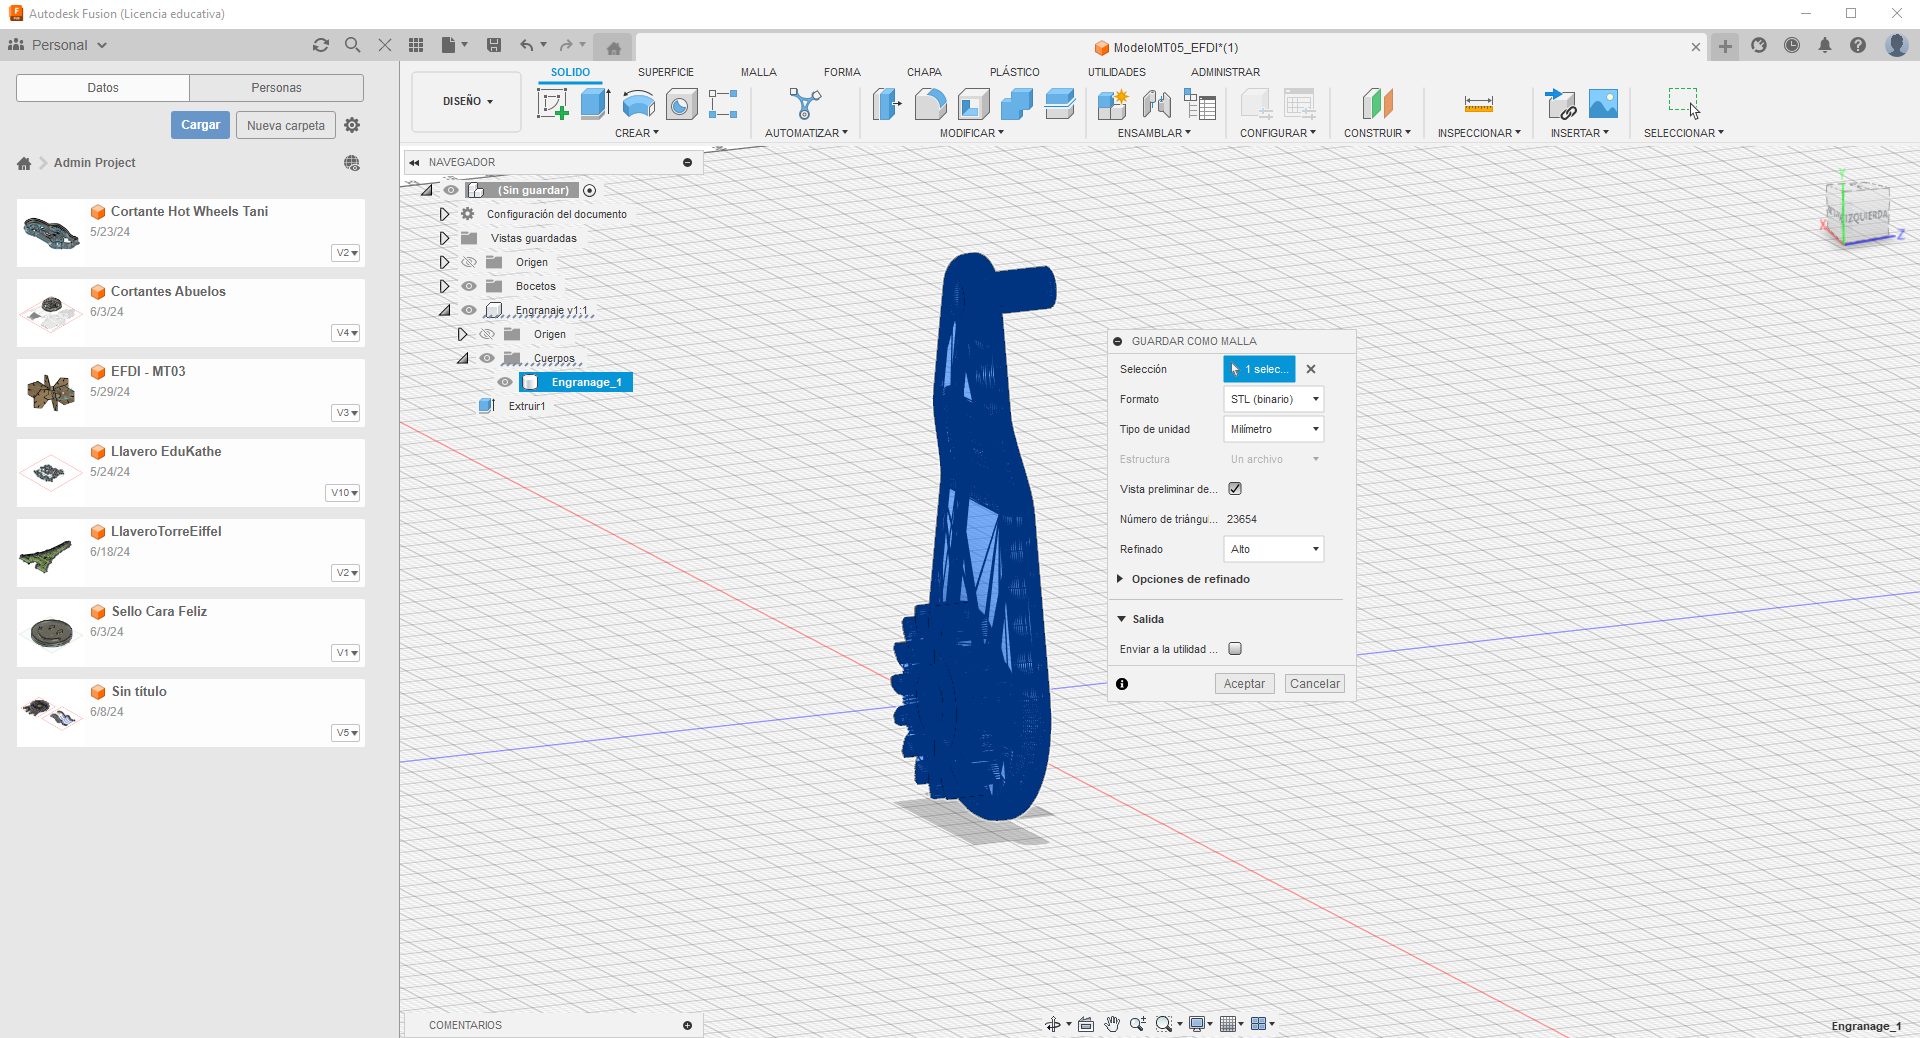 Autodesk Fusion (Licencia educativa)
Personal
ModeloMT05_EFDI*(1)
Datos
Personas
Cargar
Nueva carpeta
Admin Project
Cortante Hot Wheels Tani
5/23/24
V2
Cortantes Abuelos
6/3/24
V4
EFDI - MT03
5/29/24
V3
Llavero EduKathe
5/24/24
V10
LlaveroTorreEiffel
6/18/24
V2
Sello Cara Feliz
6/3/24
V1
Sin título
6/8/24
V5
DISEÑO
SOLIDO
SUPERFICIE
MALLA
FORMA
CHAPA
PLÁSTICO
UTILIDADES
ADMINISTRAR
CREAR
AUTOMATIZAR
MODIFICAR
ENSAMBLAR
CONFIGURAR
CONSTRUIR
INSPECCIONAR
INSERTAR
SELECCIONAR
NAVEGADOR
(Sin guardar)
Configuración del documento
Vistas guardadas
Origen
Bocetos
Engranaje v1:1
Origen
Cuerpos
Engranage_1
Extruir1
Y
IZQUIERDA
X
Z
GUARDAR COMO MALLA
Selección
1 selec...
Formato
STL (binario)
Tipo de unidad
Milímetro
Estructura
Un archivo
Vista preliminar de...
Número de triángu...
23654
Refinado
Alto
Opciones de refinado
Salida
Enviar a la utilidad ...
Aceptar
Cancelar
COMENTARIOS
Engranage_1